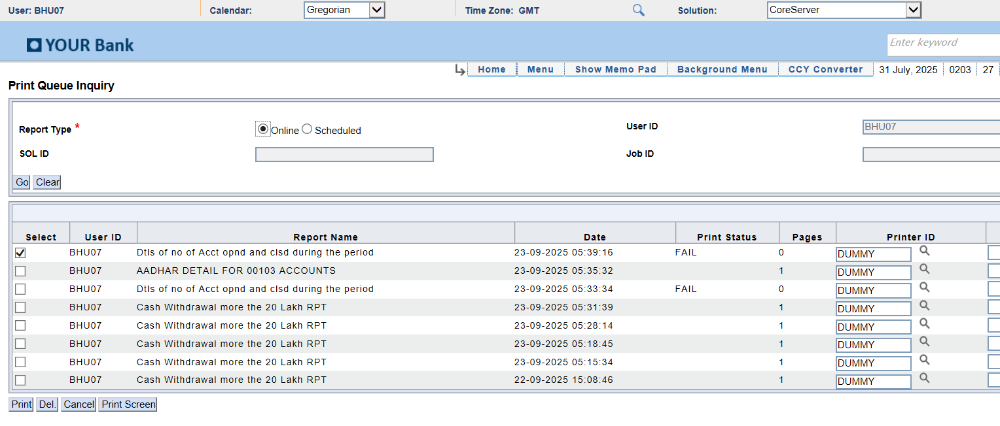 User: BHU07 Calendar: Gregorian Time Zone: GMT Solution: CoreServer
YOUR Bank Enter keyword
Home Menu Show Memo Pad Background Menu CCY Converter 31 July, 2025 0203 27
Print Queue Inquiry
Report Type * Online Scheduled User ID BHU07
SOL ID Job ID
Go Clear
Select User ID Report Name Date Print Status Pages Printer ID
BHU07 Dtls of no of Acct opnd and clsd during the period 23-09-2025 05:39:16 FAIL 0 DUMMY
BHU07 AADHAR DETAIL FOR 00103 ACCOUNTS 23-09-2025 05:35:32 1 DUMMY
BHU07 Dtls of no of Acct opnd and clsd during the period 23-09-2025 05:33:34 FAIL 0 DUMMY
BHU07 Cash Withdrawal more the 20 Lakh RPT 23-09-2025 05:31:39 1 DUMMY
BHU07 Cash Withdrawal more the 20 Lakh RPT 23-09-2025 05:28:14 1 DUMMY
BHU07 Cash Withdrawal more the 20 Lakh RPT 23-09-2025 05:18:45 1 DUMMY
BHU07 Cash Withdrawal more the 20 Lakh RPT 23-09-2025 05:15:34 1 DUMMY
BHU07 Cash Withdrawal more the 20 Lakh RPT 22-09-2025 15:08:46 1 DUMMY
Print Del. Cancel Print Screen